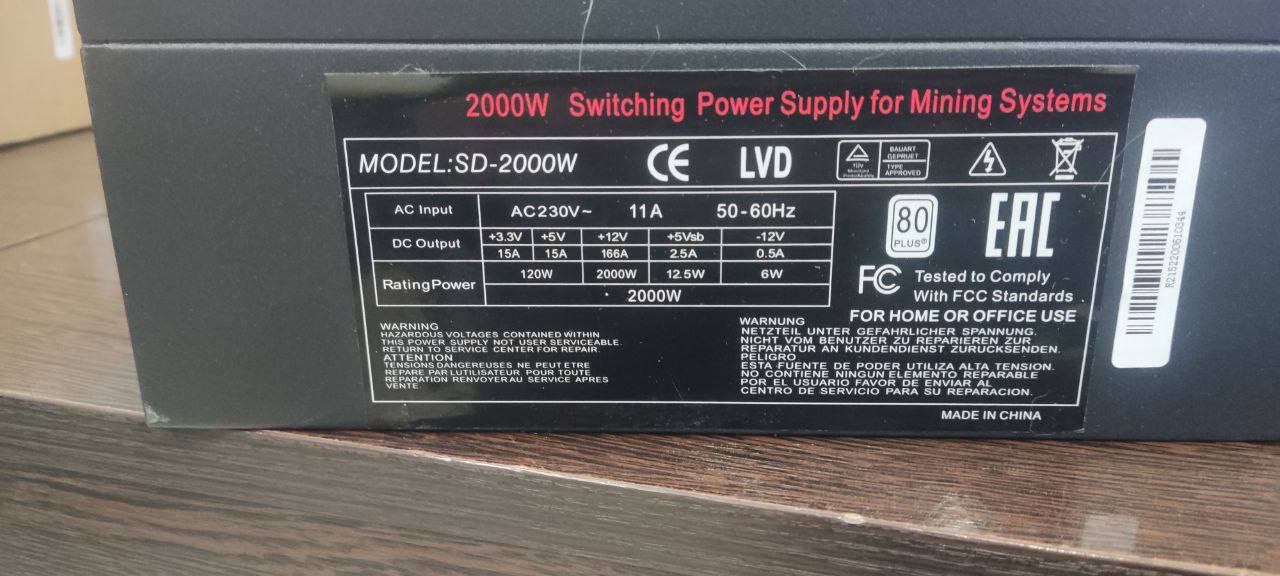 2000W Switching Power Supply for Mining Systems
MODEL:SD-2000W CE LVD
BAUART
GEPRUEFT
TYPE
APPROVED
AC Input AC230V~ 11A 50-60Hz
DC Output +3.3V +5V +12V +5Vsb -12V
15A 15A 166A 2.5A 0.5A
RatingPower 120W 2000W 12.5W 6W
2000W
80
PLUS®
EAC
FC Tested to Comply
With FCC Standards
FOR HOME OR OFFICE USE
WARNING
HAZARDOUS VOLTAGES CONTAINED WITHIN
THIS POWER SUPPLY NOT USER SERVICEABLE.
RETURN TO SERVICE CENTER FOR REPAIR.
ATTENTION
TENSIONS DANGEREUSES NE PEUT ETRE
REPARE PAR LUTILISATEUR. POUR TOUTE
REPARATION RENVOYER AU SERVICE APRES
VENTE.
WARNUNG
NETZTEIL UNTER GEFAHRLICHER SPANNUNG.
NICHT VOM BENUTZER ZU REPARIEREN ZUR
REPARATUR AN KUNDENDIENST ZURUCKSENDEN.
PELIGRO
ESTA FUENTE DE PODER UTILIZA ALTA TENSION.
NO CONTIENE NINGUN ELEMENTO REPARABLE
POR EL USUARIO FAVOR DE ENVIAR AL
CENTRO DE SERVICIO PARA SU REPARACION.
MADE IN CHINA